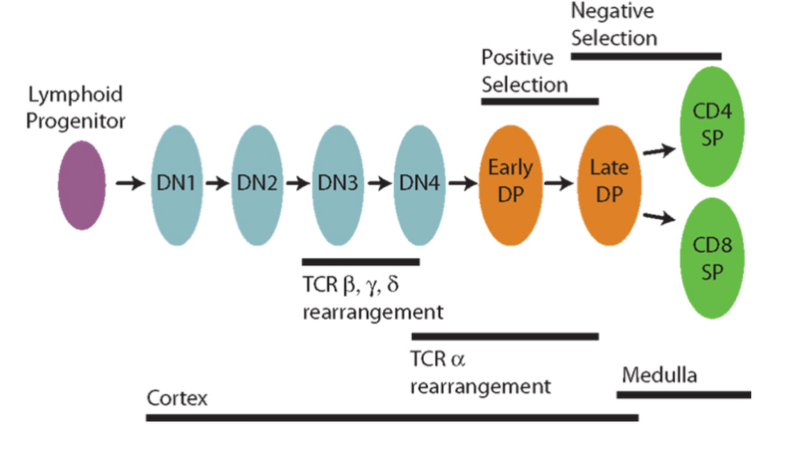 Negative
Selection
Positive
Selection
Lymphoid
Progenitor
DN1
DN2
DN3
DN4
Early
DP
Late
DP
CD4
SP
CD8
SP
TCR β, γ, δ
rearrangement
TCR α
rearrangement
Medulla
Cortex